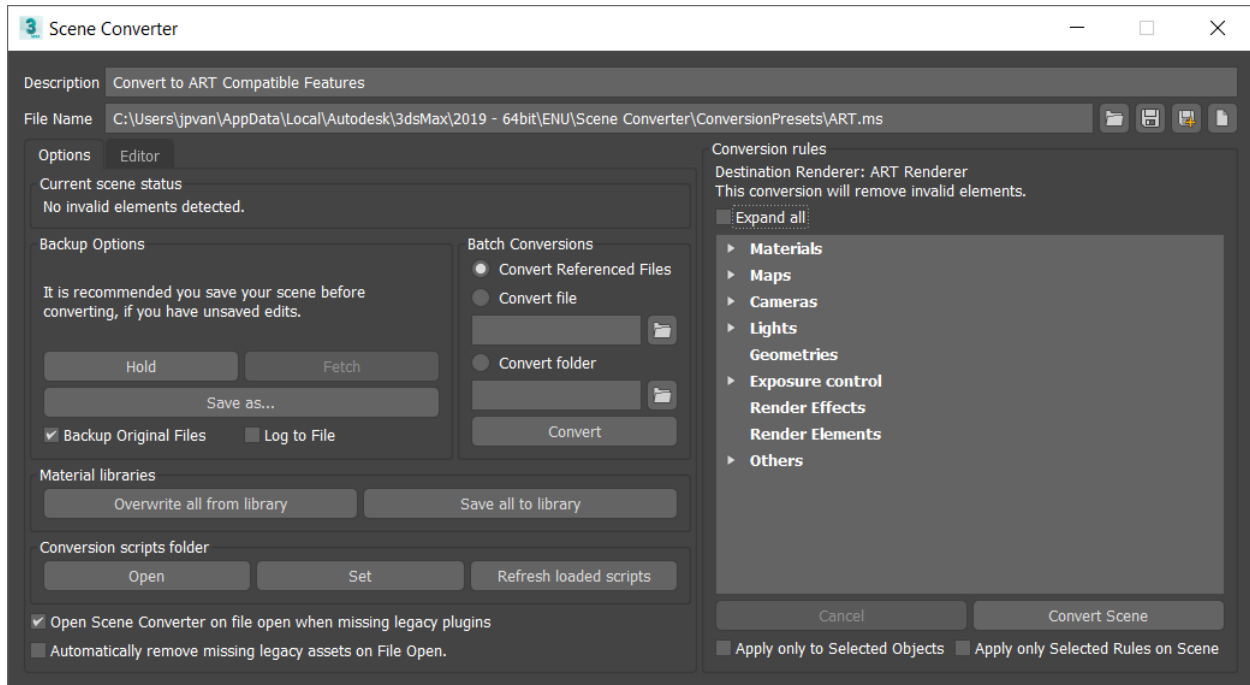 Scene Converter
Description Convert to ART Compatible Features
File Name C:\Users\jpvan\AppData\Local\Autodesk\3dsMax\2019 - 64bit\ENU\Scene Converter\ConversionPresets\ART.ms
Options Editor
Current scene status
No invalid elements detected.
Backup Options
It is recommended you save your scene before
converting, if you have unsaved edits.
Hold Fetch
Save as...
Backup Original Files Log to File
Batch Conversions
Convert Referenced Files
Convert file
Convert folder
Convert
Material libraries
Overwrite all from library Save all to library
Conversion scripts folder
Open Set Refresh loaded scripts
Open Scene Converter on file open when missing legacy plugins
Automatically remove missing legacy assets on File Open.
Conversion rules
Destination Renderer: ART Renderer
This conversion will remove invalid elements.
Expand all
Materials
Maps
Cameras
Lights
Geometries
Exposure control
Render Effects
Render Elements
Others
Cancel Convert Scene
Apply only to Selected Objects Apply only Selected Rules on Scene